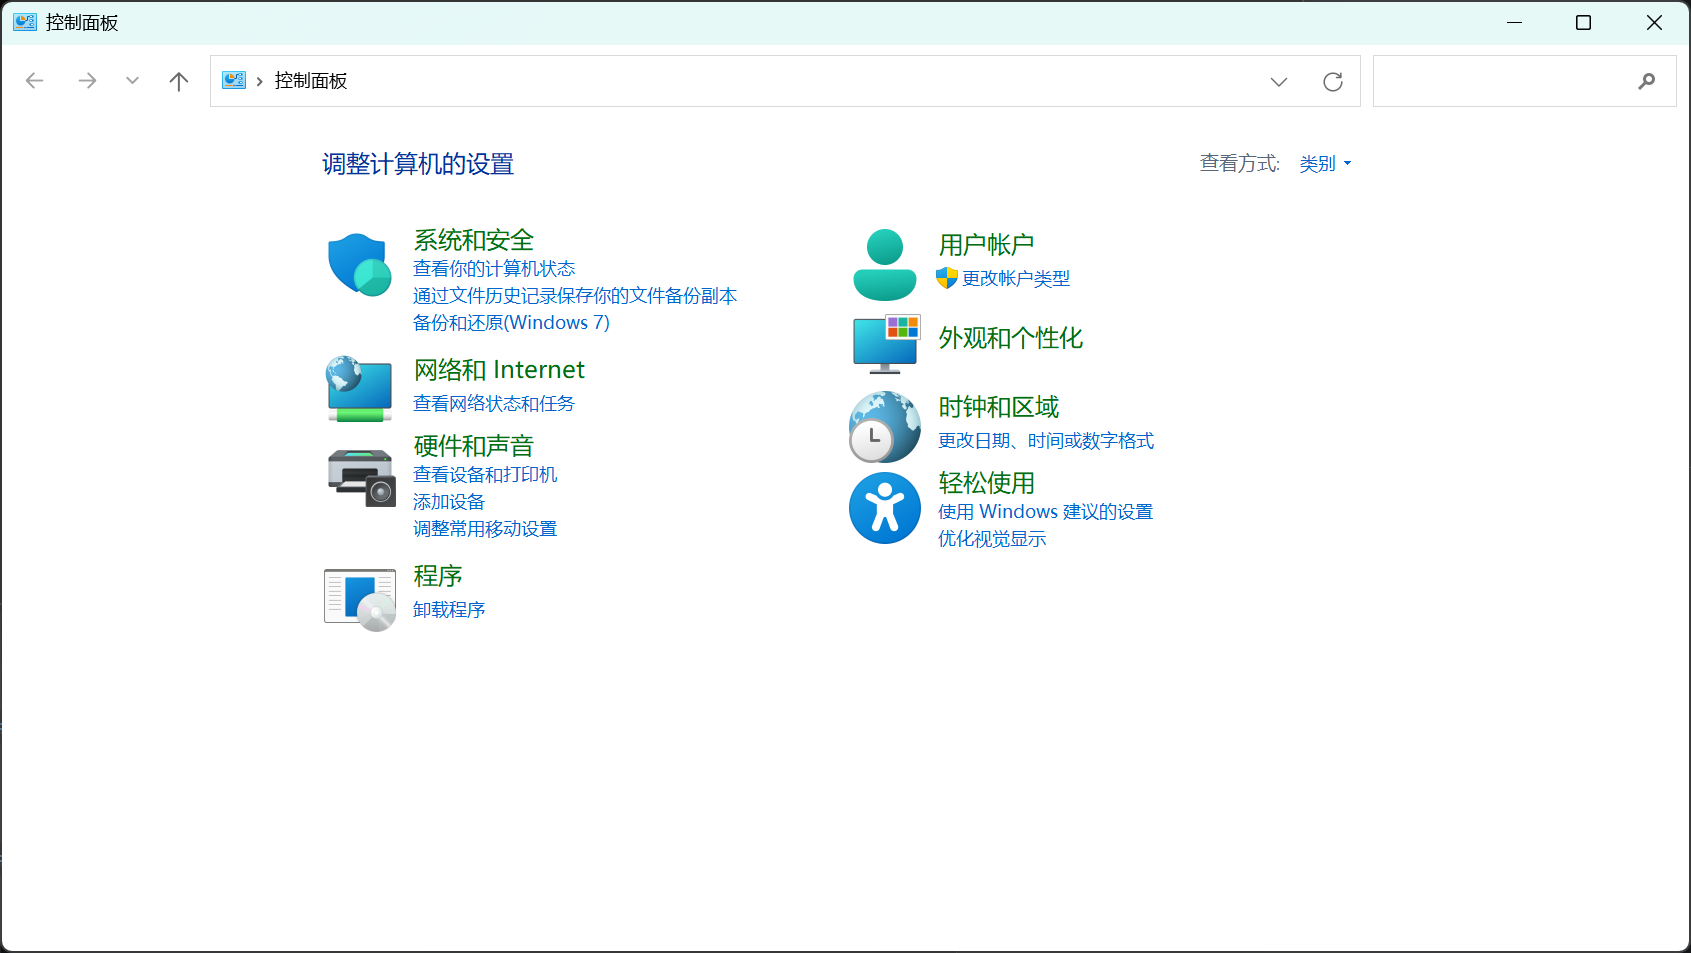 控制面板
控制面板
调整计算机的设置
查看方式: 类别
系统和安全
查看你的计算机状态
通过文件历史记录保存你的文件备份副本
备份和还原(Windows 7)
网络和 Internet
查看网络状态和任务
硬件和声音
查看设备和打印机
添加设备
调整常用移动设置
程序
卸载程序
用户帐户
更改帐户类型
外观和个性化
时钟和区域
更改日期、时间或数字格式
轻松使用
使用 Windows 建议的设置
优化视觉显示